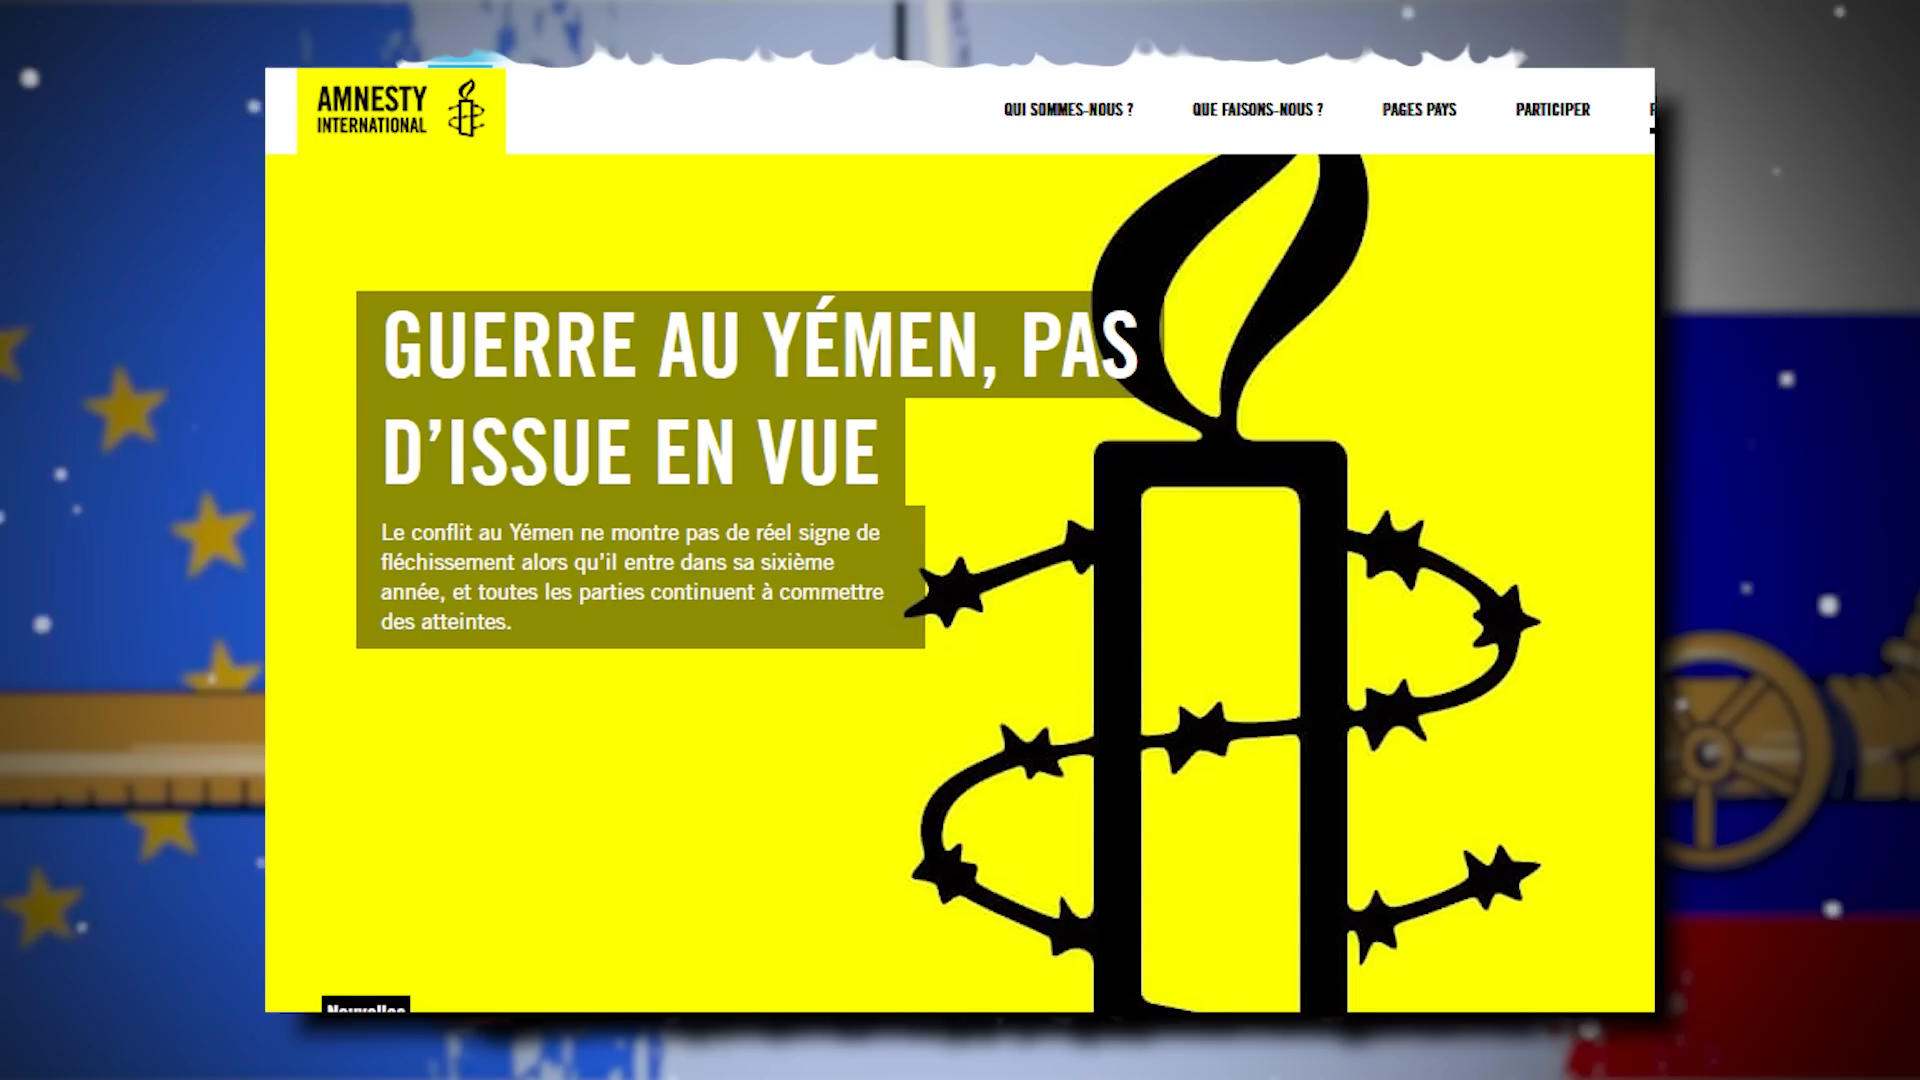 AMNESTY
INTERNATIONAL
QUI SOMMES-NOUS ?
QUE FAISONS-NOUS ?
PAGES PAYS
PARTICIPER
GUERRE AU YÉMEN, PAS
D’ISSUE EN VUE
Le conflit au Yémen ne montre pas de réel signe de
fléchissement alors qu’il entre dans sa sixième
année, et toutes les parties continuent à commettre
des atteintes.
Nouvelles